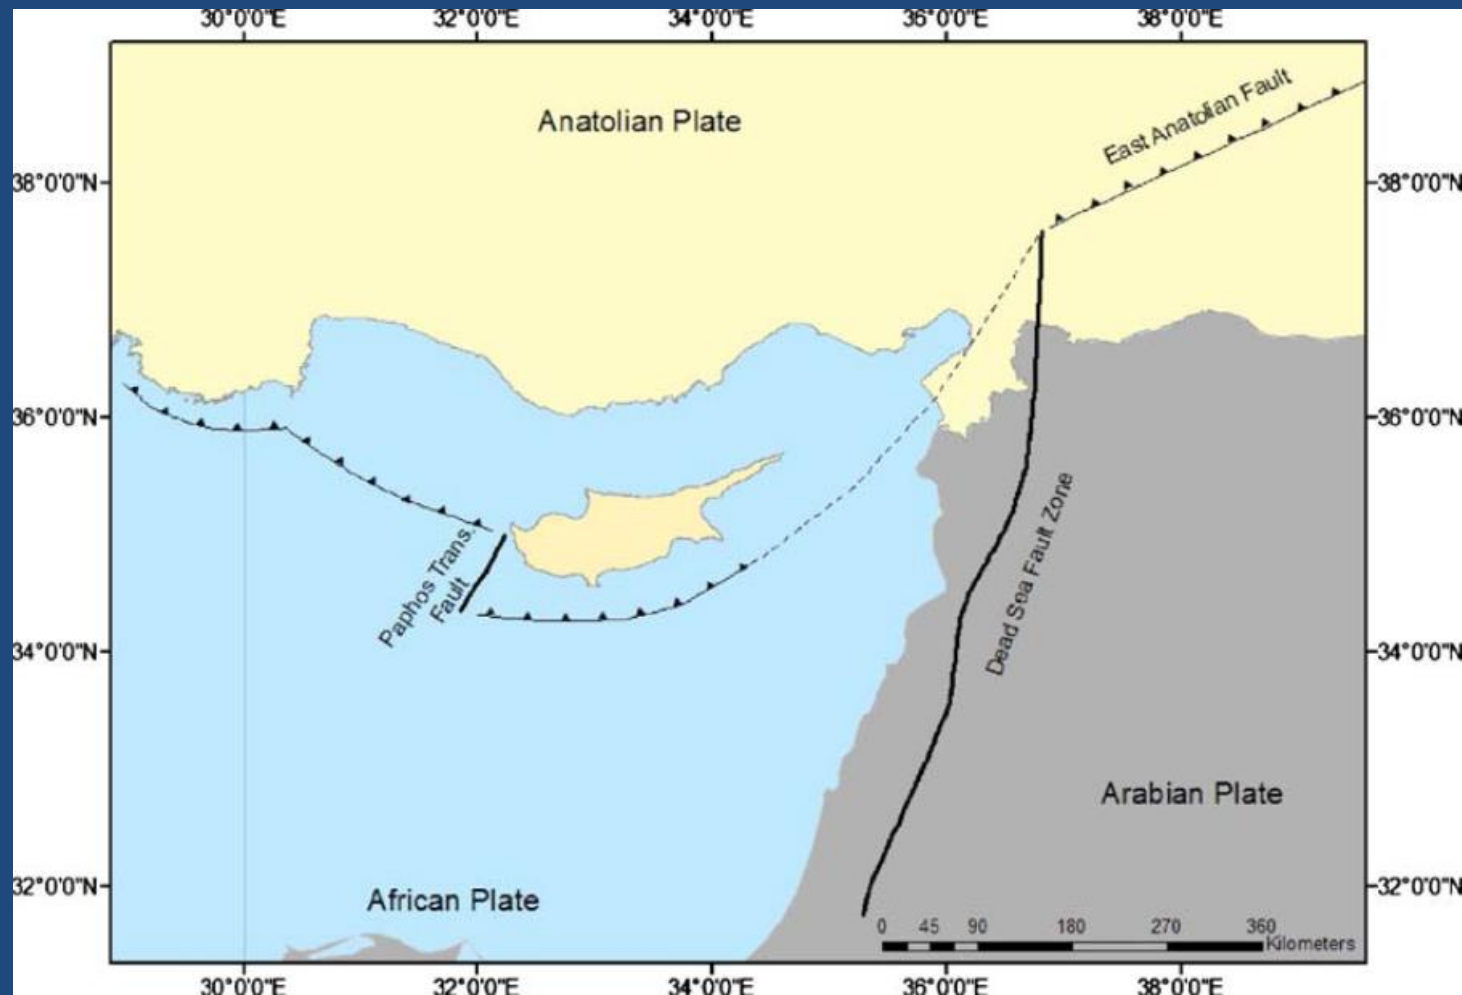 30°0'0"E 32°0'0"E 34°0'0"E 36°0'0"E 38°0'0"E
East Anatolian Fault
Anatolian Plate
38°0'0"N 38°0'0"N
36°0'0"N 36°0'0"N
Paphos Trans.
Fault
Dead Sea Fault Zone
34°0'0"N 34°0'0"N
Arabian Plate
32°0'0"N 32°0'0"N
African Plate
0 45 90 180 270 360
Kilometers
30°0'0"E 32°0'0"E 34°0'0"E 36°0'0"E 38°0'0"E